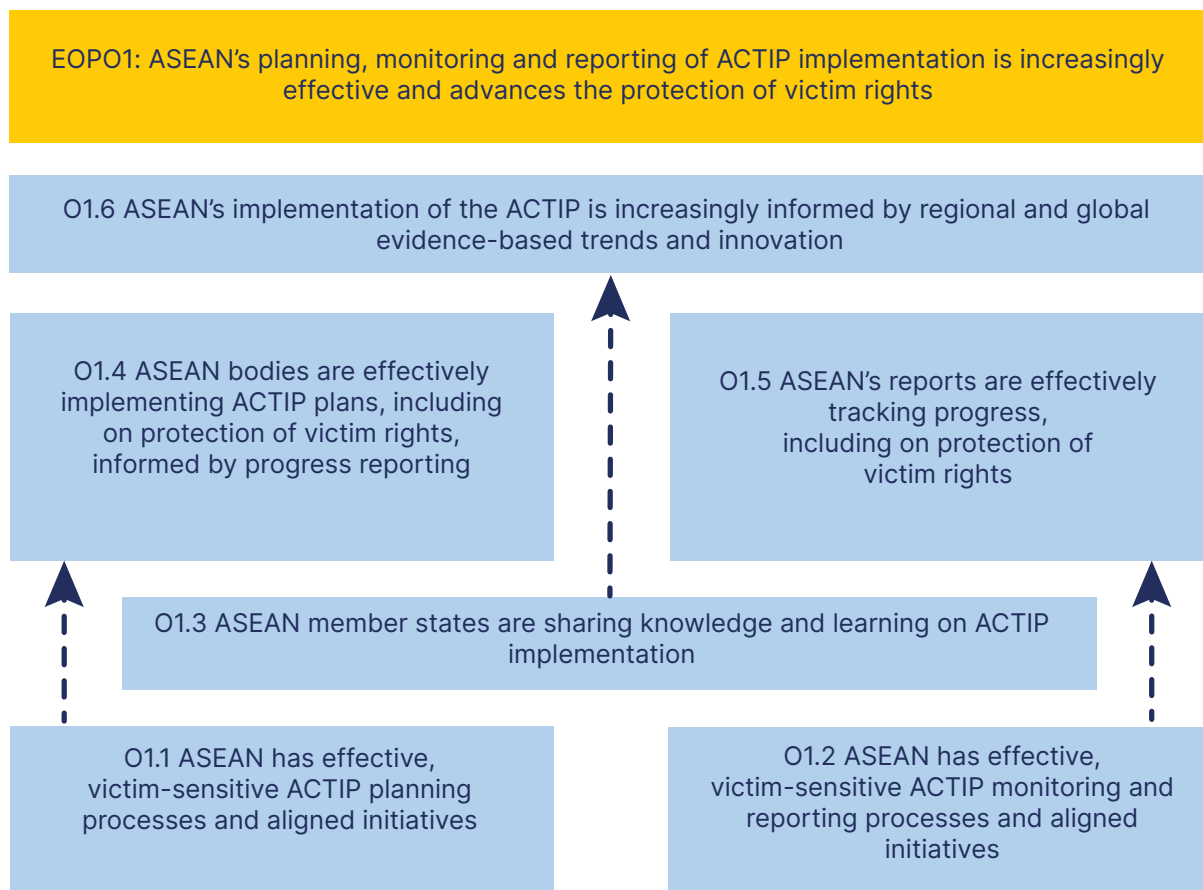 EOPO1: ASEAN’s planning, monitoring and reporting of ACTIP implementation is increasingly
effective and advances the protection of victim rights
O1.6 ASEAN’s implementation of the ACTIP is increasingly informed by regional and global
evidence-based trends and innovation
O1.4 ASEAN bodies are effectively
implementing ACTIP plans, including
on protection of victim rights,
informed by progress reporting
O1.5 ASEAN’s reports are effectively
tracking progress,
including on protection of
victim rights
O1.3 ASEAN member states are sharing knowledge and learning on ACTIP
implementation
O1.1 ASEAN has effective,
victim-sensitive ACTIP planning
processes and aligned initiatives
O1.2 ASEAN has effective,
victim-sensitive ACTIP monitoring and
reporting processes and aligned
initiatives